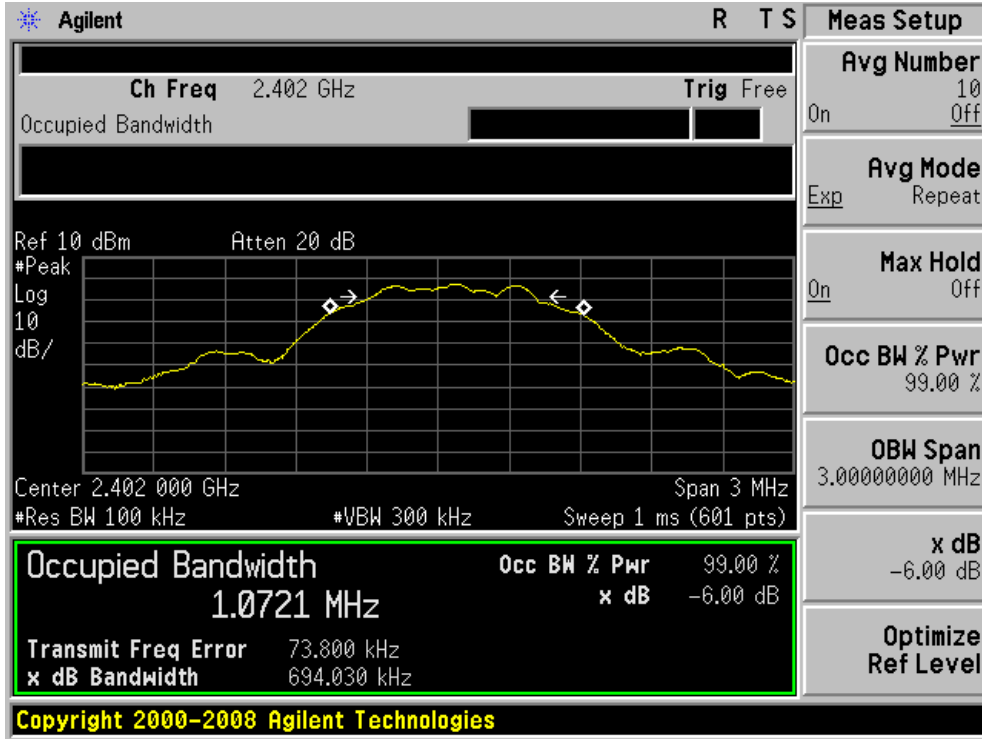 Agilent R T S
Meas Setup
Ch Freq 2.402 GHz Trig Free
Occupied Bandwidth
Ref 10 dBm Atten 20 dB
#Peak
Log
10
dB/
Center 2.402 000 GHz Span 3 MHz
#Res BW 100 kHz #VBW 300 kHz Sweep 1 ms (601 pts)
Occupied Bandwidth Occ BW % Pwr 99.00 %
1.0721 MHz x dB -6.00 dB
Transmit Freq Error 73.800 kHz
x dB Bandwidth 694.030 kHz
Avg Number
10
On Off
Avg Mode
Exp Repeat
Max Hold
On Off
Occ BW % Pwr
99.00 %
OBW Span
3.00000000 MHz
x dB
-6.00 dB
Optimize
Ref Level
Copyright 2000-2008 Agilent Technologies